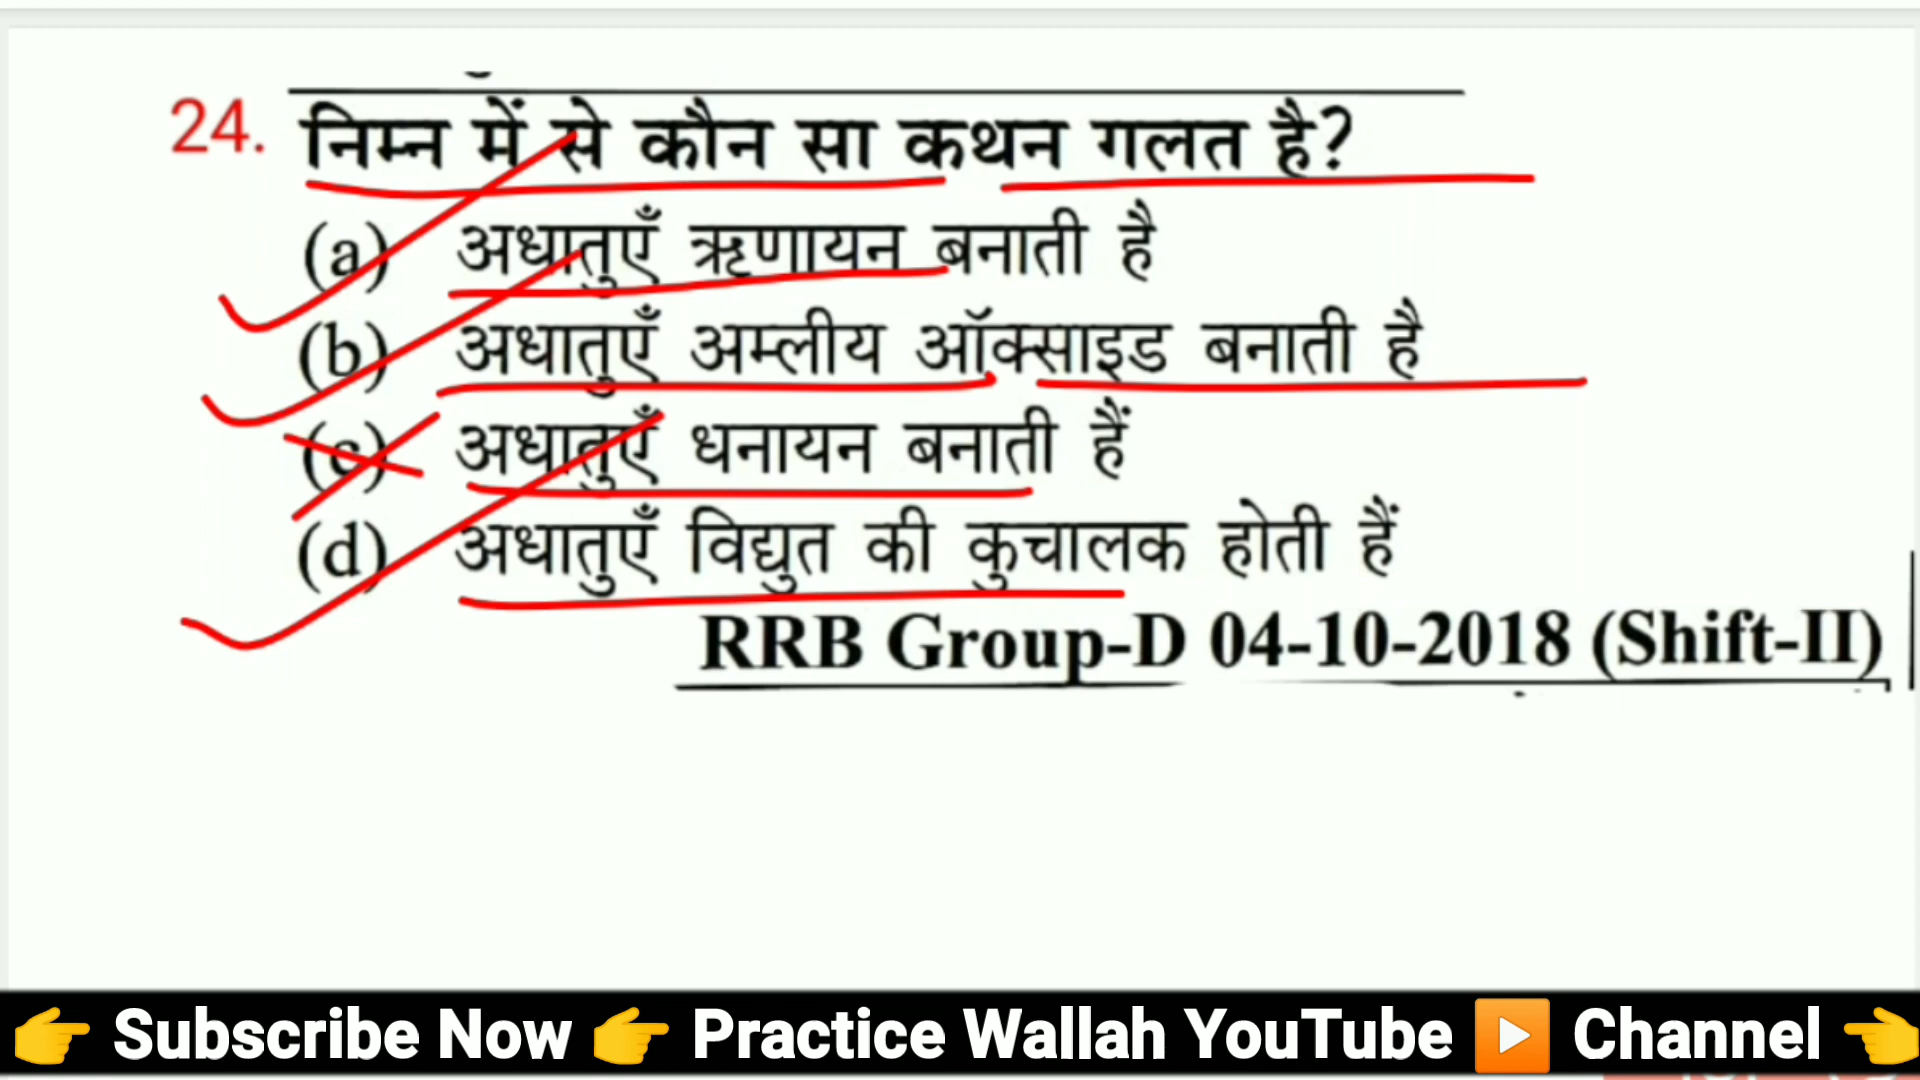 24. निम्न में से कौन सा कथन गलत है?
(a) अधातुएँ ऋणायन बनाती है
(b) अधातुएँ अम्लीय ऑक्साइड बनाती है
(c) अधातुएँ धनायन बनाती हैं
(d) अधातुएँ विद्युत की कुचालक होती हैं
RRB Group-D 04-10-2018 (Shift-II)
👉 Subscribe Now 👉 Practice Wallah YouTube ▶️ Channel 👈